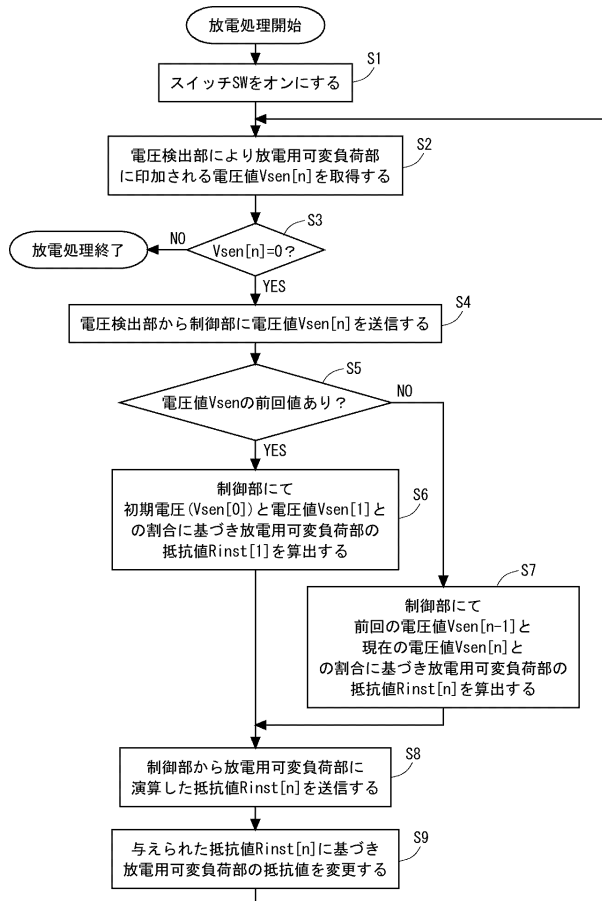 放電処理開始
S1
スイッチSWをオンにする
S2
電圧検出部により放電用可変負荷部
に印加される電圧値Vsen[n]を取得する
S3
Vsen[n]=0?
NO
放電処理終了
YES
S4
電圧検出部から制御部に電圧値Vsen[n]を送信する
S5
電圧値Vsenの前回値あり?
NO
YES
S6
制御部にて
初期電圧(Vsen[0])と電圧値Vsen[1]と
の割合に基づき放電用可変負荷部の
抵抗値Rinst[1]を算出する
S7
制御部にて
前回の電圧値Vsen[n-1]と
現在の電圧値Vsen[n]と
の割合に基づき放電用可変負荷部の
抵抗値Rinst[n]を算出する
S8
制御部から放電用可変負荷部に
演算した抵抗値Rinst[n]を送信する
S9
与えられた抵抗値Rinst[n]に基づき
放電用可変負荷部の抵抗値を変更する